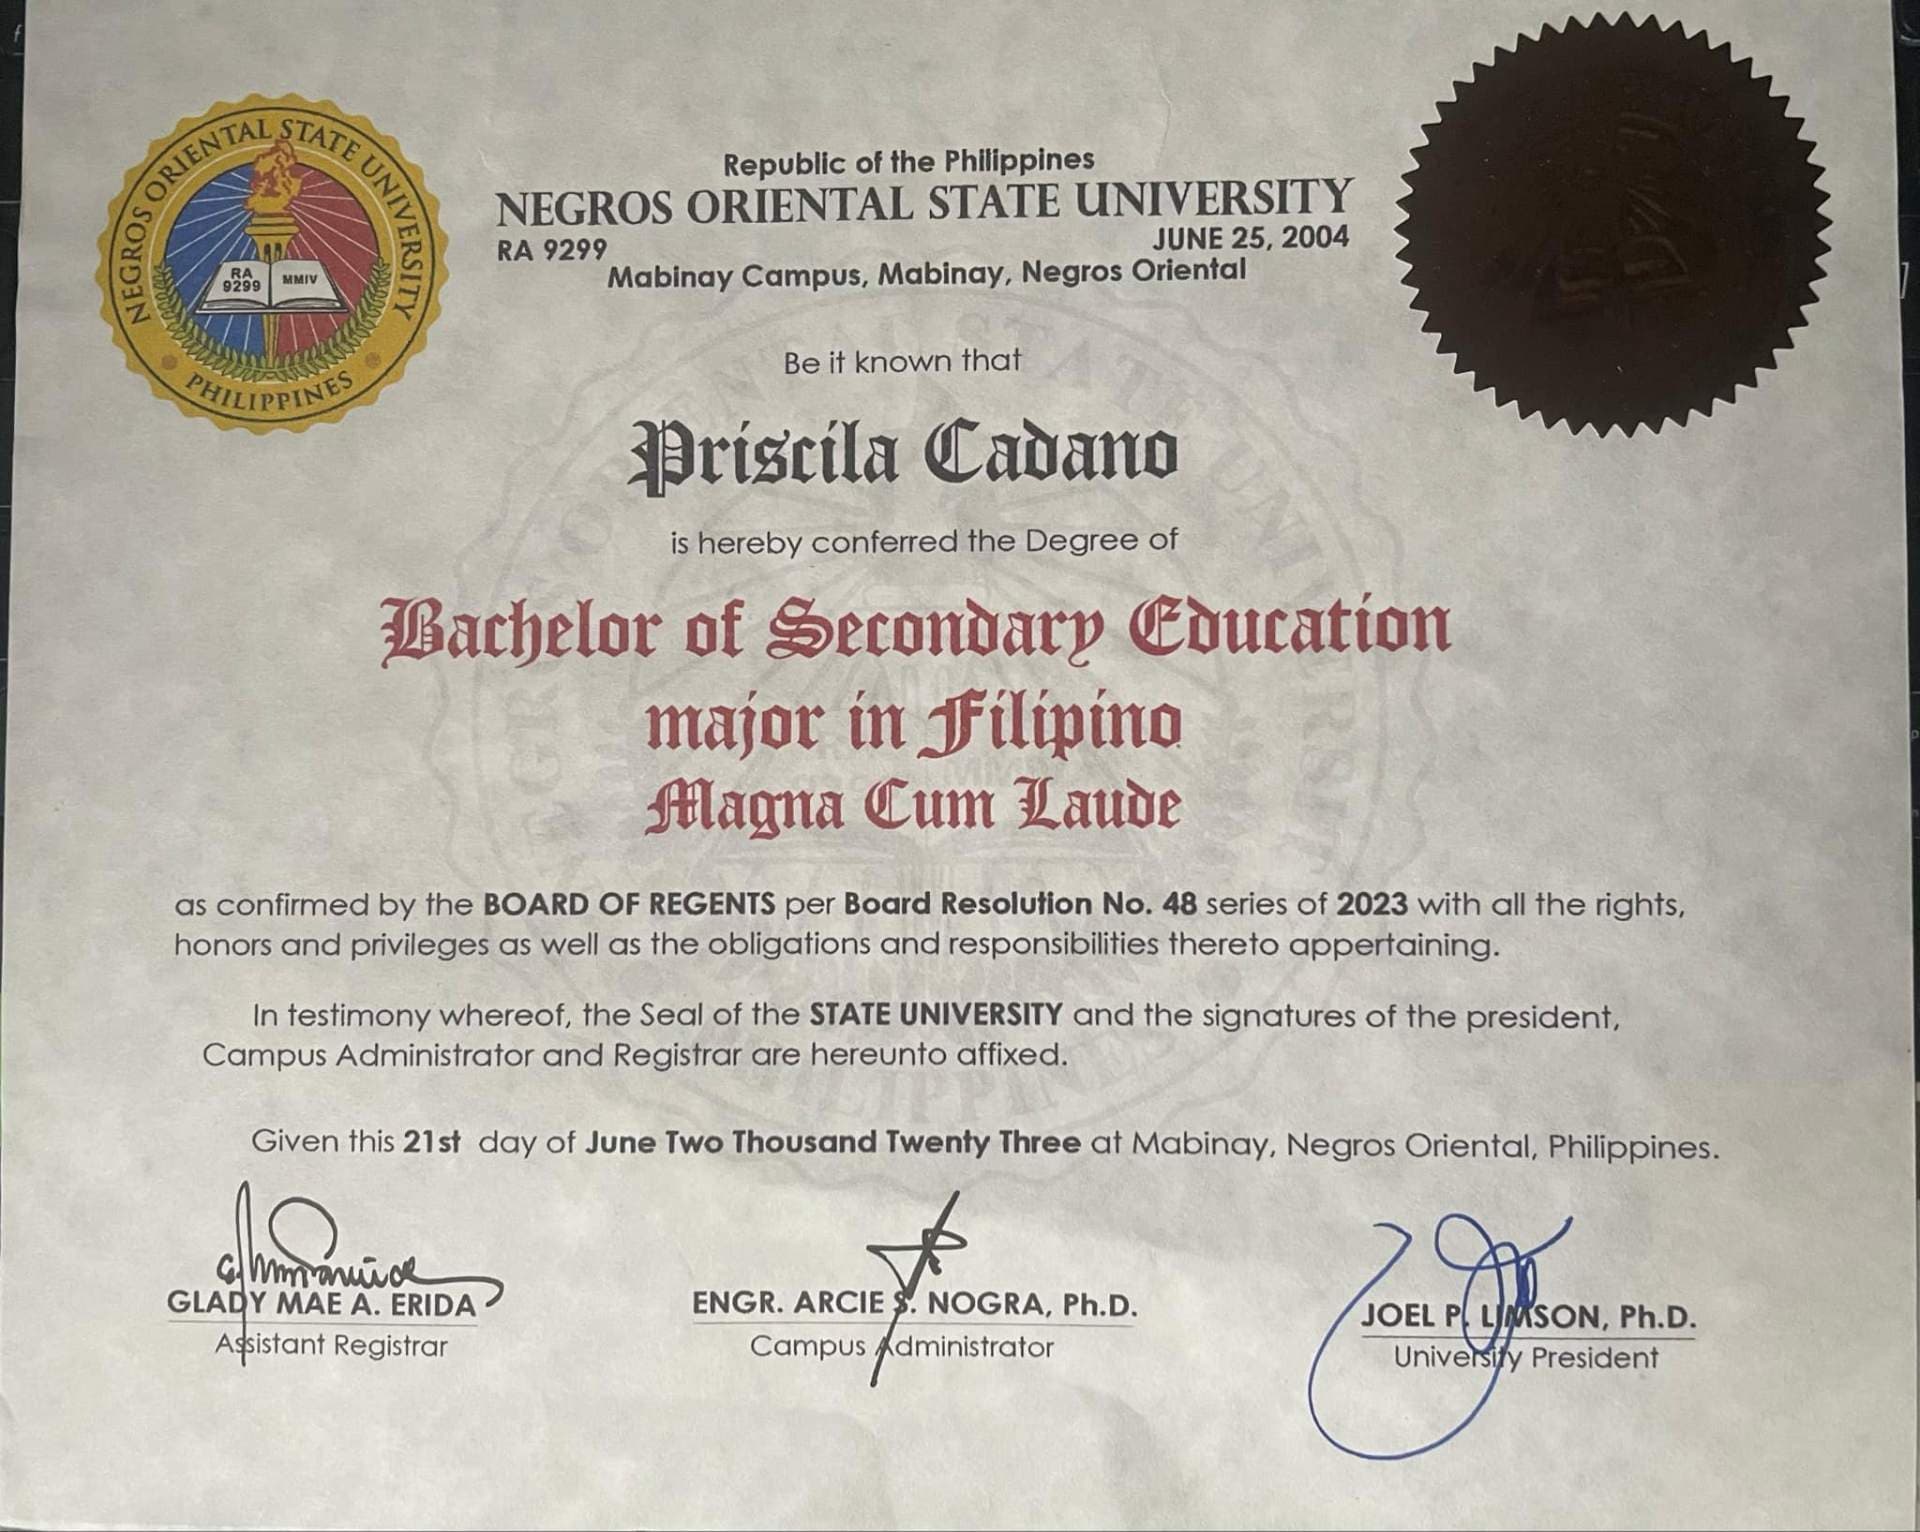 NEGROS ORIENTAL STATE UNIVERSITY
PHILIPPINES
RA
9299
MMIV
Republic of the Philippines
NEGROS ORIENTAL STATE UNIVERSITY
RA 9299
JUNE 25, 2004
Mabinay Campus, Mabinay, Negros Oriental
Be it known that
Priscila Cadano
is hereby conferred the Degree of
Bachelor of Secondary Education
major in Filipino
Magna Cum Laude
as confirmed by the BOARD OF REGENTS per Board Resolution No. 48 series of 2023 with all the rights,
honors and privileges as well as the obligations and responsibilities thereto appertaining.
In testimony whereof, the Seal of the STATE UNIVERSITY and the signatures of the president,
Campus Administrator and Registrar are hereunto affixed.
Given this 21st day of June Two Thousand Twenty Three at Mabinay, Negros Oriental, Philippines.
GLADY MAE A. ERIDA
Assistant Registrar
ENGR. ARCIE S. NOGRA, Ph.D.
Campus Administrator
JOEL P. LIMSON, Ph.D.
University President